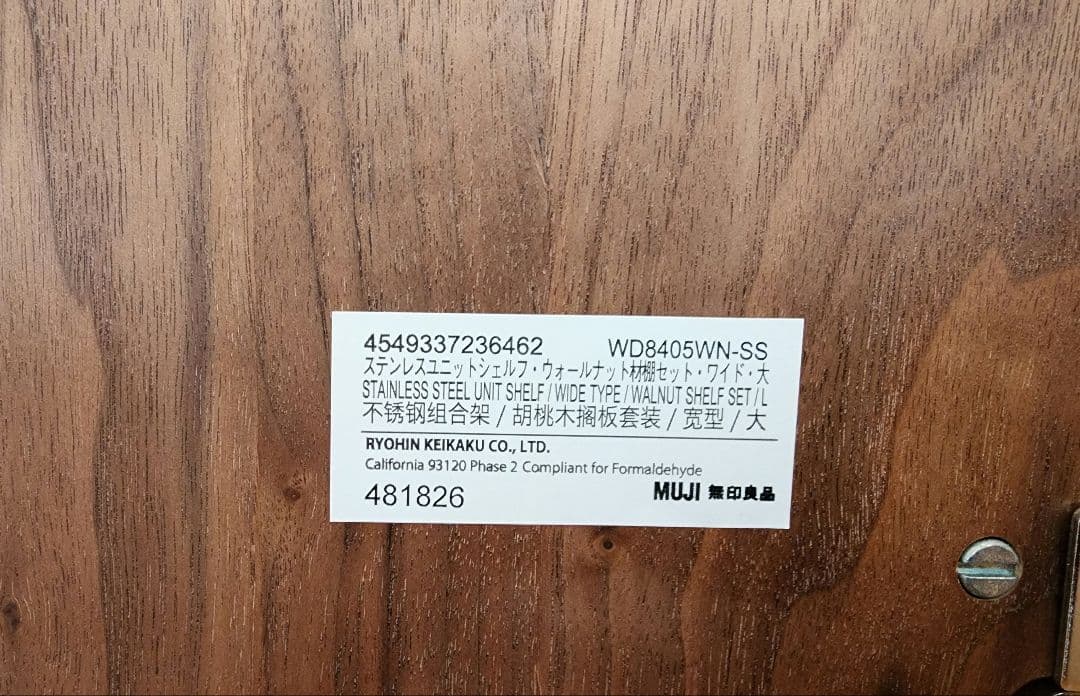 4549337236462 WD8405WN-SS
ステンレスユニットシェルフ・ウォールナット材棚セット・ワイド・大
STAINLESS STEEL UNIT SHELF / WIDE TYPE / WALNUT SHELF SET / L
不锈钢组合架 / 胡桃木搁板套装 / 宽型 / 大
RYOHIN KEIKAKU CO., LTD.
California 93120 Phase 2 Compliant for Formaldehyde
481826 MUJI 無印良品